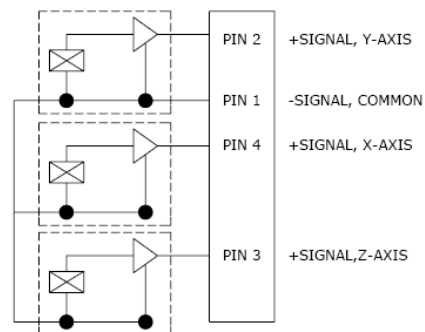 PIN 2 +SIGNAL, Y-AXIS
PIN 1 -SIGNAL, COMMON
PIN 4 +SIGNAL, X-AXIS
PIN 3 +SIGNAL,Z-AXIS